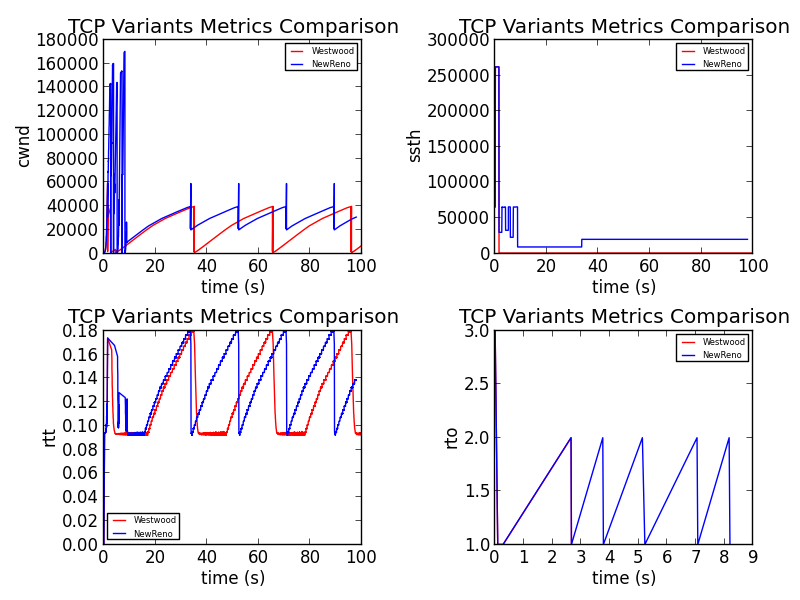 TCP Variants Metrics Comparison
180000
160000
140000
120000
100000
80000
60000
40000
20000
0
cwnd
Westwood
NewReno
0 20 40 60 80 100
time (s)
TCP Variants Metrics Comparison
300000
250000
200000
150000
100000
50000
0
ssth
Westwood
NewReno
0 20 40 60 80 100
time (s)
TCP Variants Metrics Comparison
0.18
0.16
0.14
0.12
0.10
0.08
0.06
0.04
0.02
0.00
rtt
Westwood
NewReno
0 20 40 60 80 100
time (s)
TCP Variants Metrics Comparison
3.0
2.5
2.0
1.5
1.0
rto
Westwood
NewReno
0 1 2 3 4 5 6 7 8 9
time (s)